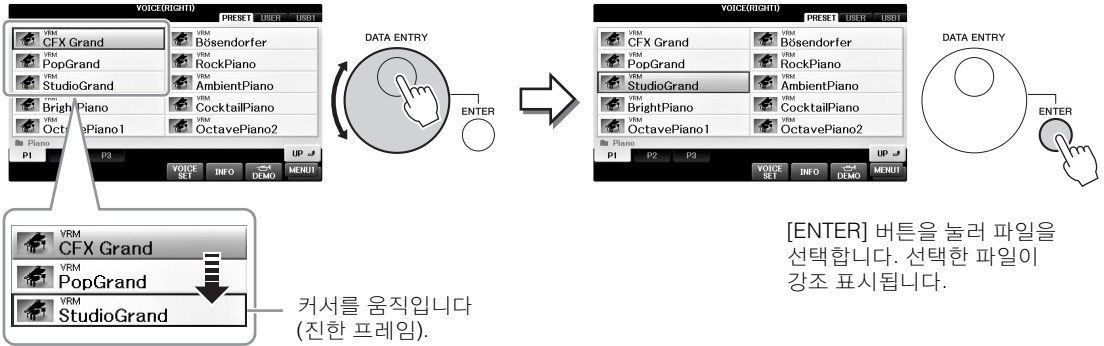 VOICE(RIGHT1)
PRESET USER USB1
VRM
CFX Grand
VRM
Bösendorfer
VRM
PopGrand
VRM
RockPiano
VRM
StudioGrand
VRM
AmbientPiano
VRM
BrightPiano
VRM
CocktailPiano
VRM
OctavePiano1
VRM
OctavePiano2
Piano
P1 P3 UP
VOICE SET INFO DEMO MENU1
DATA ENTRY
ENTER
VRM
CFX Grand
VRM
PopGrand
VRM
StudioGrand
커서를 움직입니다
(진한 프레임).
VOICE(RIGHT1)
PRESET USER USB1
VRM
CFX Grand
VRM
Bösendorfer
VRM
PopGrand
VRM
RockPiano
VRM
StudioGrand
VRM
AmbientPiano
VRM
BrightPiano
VRM
CocktailPiano
VRM
OctavePiano1
VRM
OctavePiano2
Piano
P1 P2 P3 UP
VOICE SET INFO DEMO MENU1
DATA ENTRY
ENTER
[ENTER] 버튼을 눌러 파일을
선택합니다. 선택한 파일이
강조 표시됩니다.